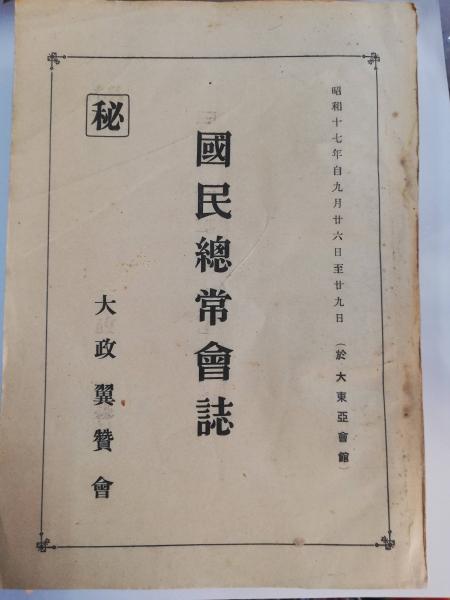 昭和十七年自九月廿六日至廿九日（於大東亞會館）
國民總常會誌
秘
大政翼贊會